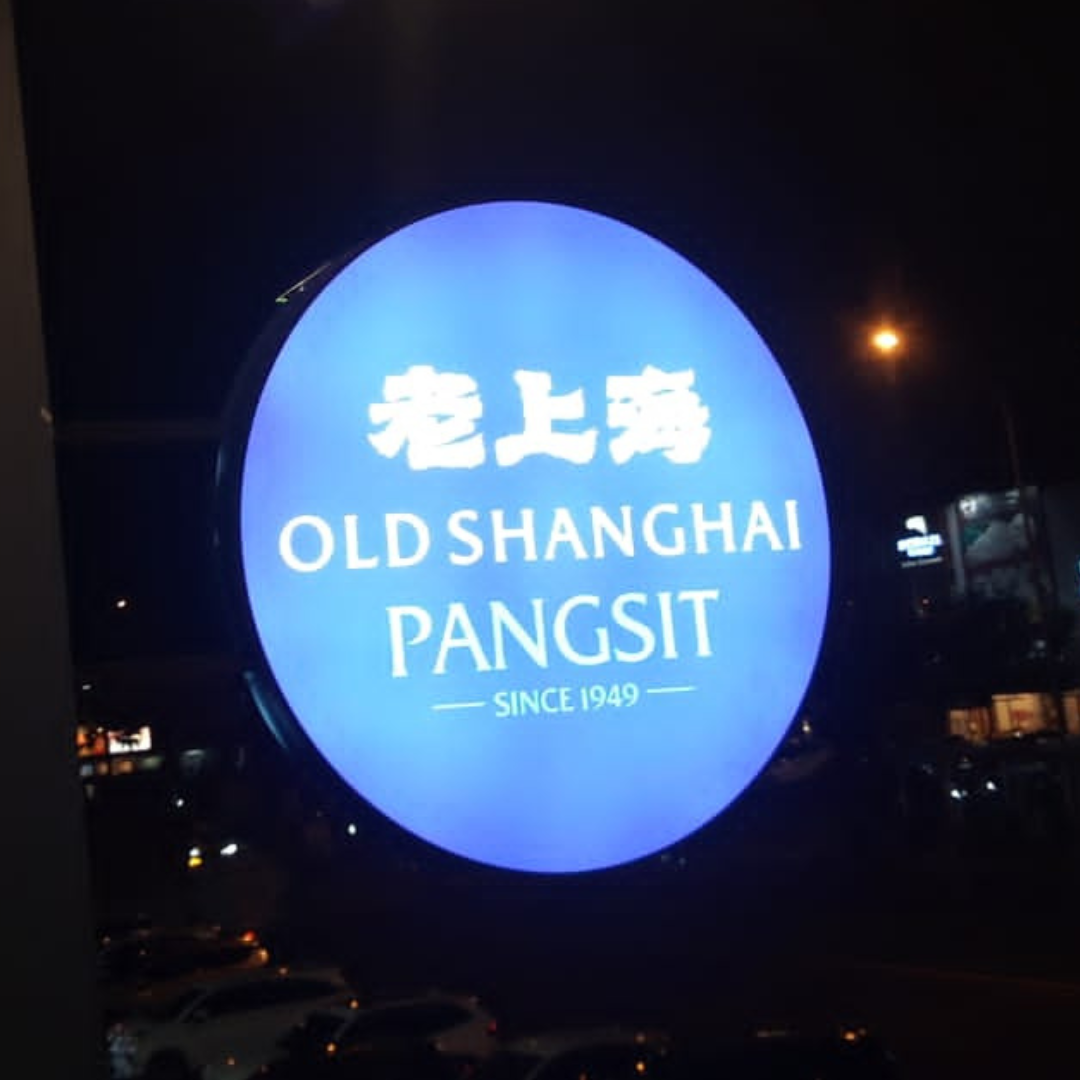 老上海
OLD SHANGHAI
PANGSIT
SINCE 1949